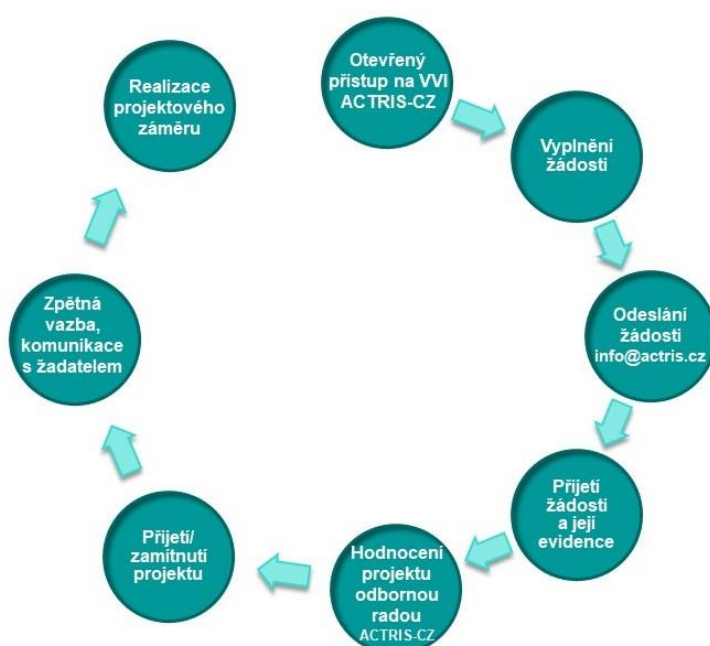 Otevřený
přístup na VVI
ACTRIS-CZ
Vyplnění
žádosti
Odeslání
žádosti
info@actris.cz
Přijetí
žádosti
a její
evidence
Hodnocení
projektu
odbornou
radou
ACTRIS-CZ
Přijetí/
zamítnutí
projektu
Zpětná
vazba,
komunikace
s žadatelem
Realizace
projektového
záměru